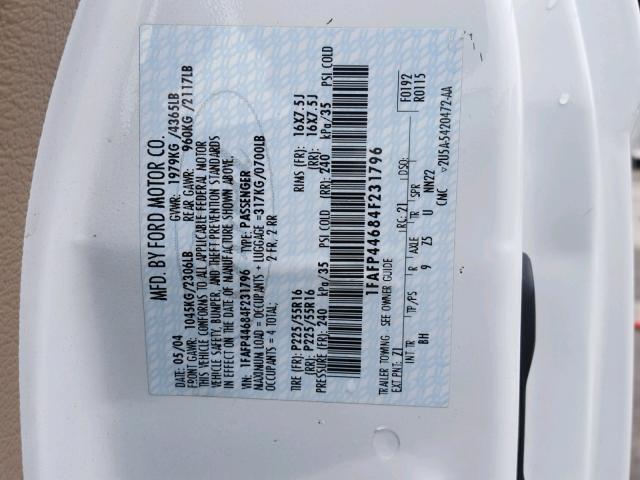 MFD. BY FORD MOTOR CO.
DATE: 05/04 GVWR: 1979KG/4365LB
FRONT GAWR: 1045KG/2306LB REAR GAWR: 960KG/2117LB
THIS VEHICLE CONFORMS TO ALL APPLICABLE FEDERAL MOTOR
VEHICLE SAFETY, BUMPER, AND THEFT PREVENTION STANDARDS
IN EFFECT ON THE DATE OF MANUFACTURE SHOWN ABOVE.
VIN: 1FAFP44684F231796 TYPE: PASSENGER
MAXIMUM LOAD = OCCUPANTS + LUGGAGE = 317KG/0700LB
OCCUPANTS = 4 TOTAL; 2 FR, 2 RR
TIRE (FR): P225/55R16 RIMS (FR): 16X7.5J
(RR): P225/55R16 (RR): 16X7.5J
PRESSURE (FR): 240 kPa/35 PSI COLD (RR): 240 kPa/35 PSI COLD
1FAFP44684F231796
TRAILER TOWING - SEE OWNER GUIDE
EXT PNT: Z1 RC: 21 DSO: F0192
R0115
INT TR TP/PS R AXLE TR SPR
BH 9 Z5 U NN22
CMC
V2U5A-5420472-AA